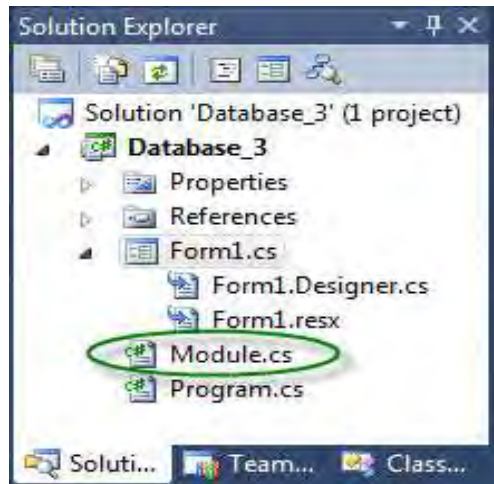 Solution Explorer
Solution 'Database_3' (1 project)
Database_3
Properties
References
Form1.cs
Form1.Designer.cs
Form1.resx
Module.cs
Program.cs
Soluti... Team... Class...